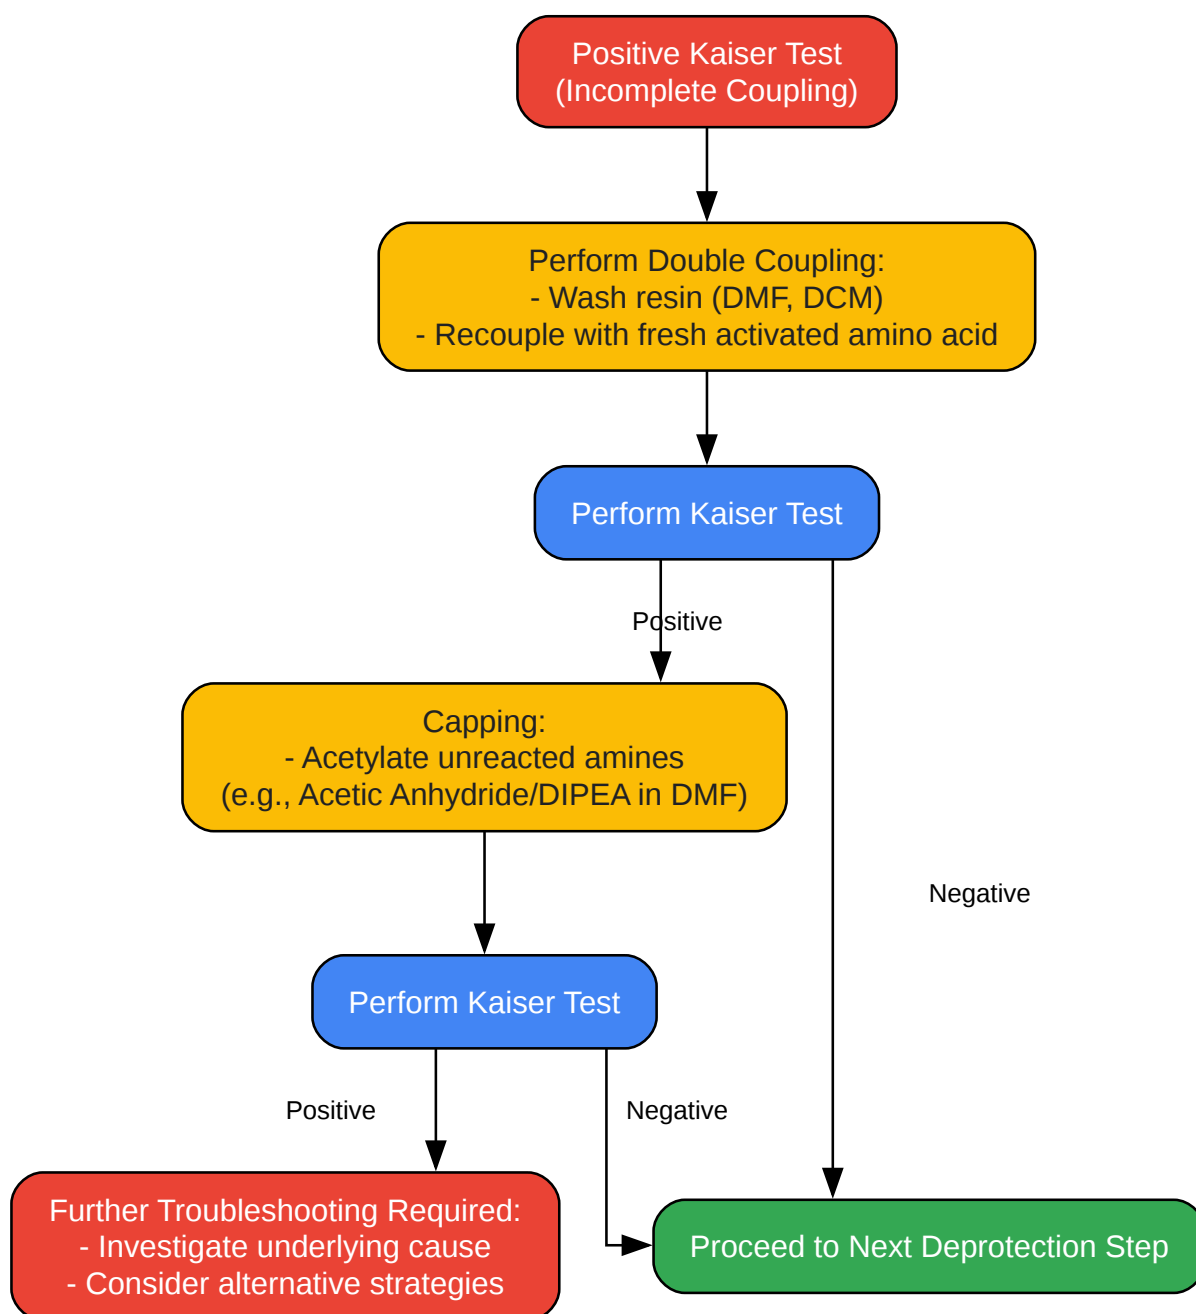 Positive Kaiser Test
(Incomplete Coupling)
Perform Double Coupling:
- Wash resin (DMF, DCM)
- Recouple with fresh activated amino acid
Perform Kaiser Test
Positive
Capping:
- Acetylate unreacted amines
(e.g., Acetic Anhydride/DIPEA in DMF)
Negative
Perform Kaiser Test
Positive
Negative
Further Troubleshooting Required:
- Investigate underlying cause
- Consider alternative strategies
Proceed to Next Deprotection Step